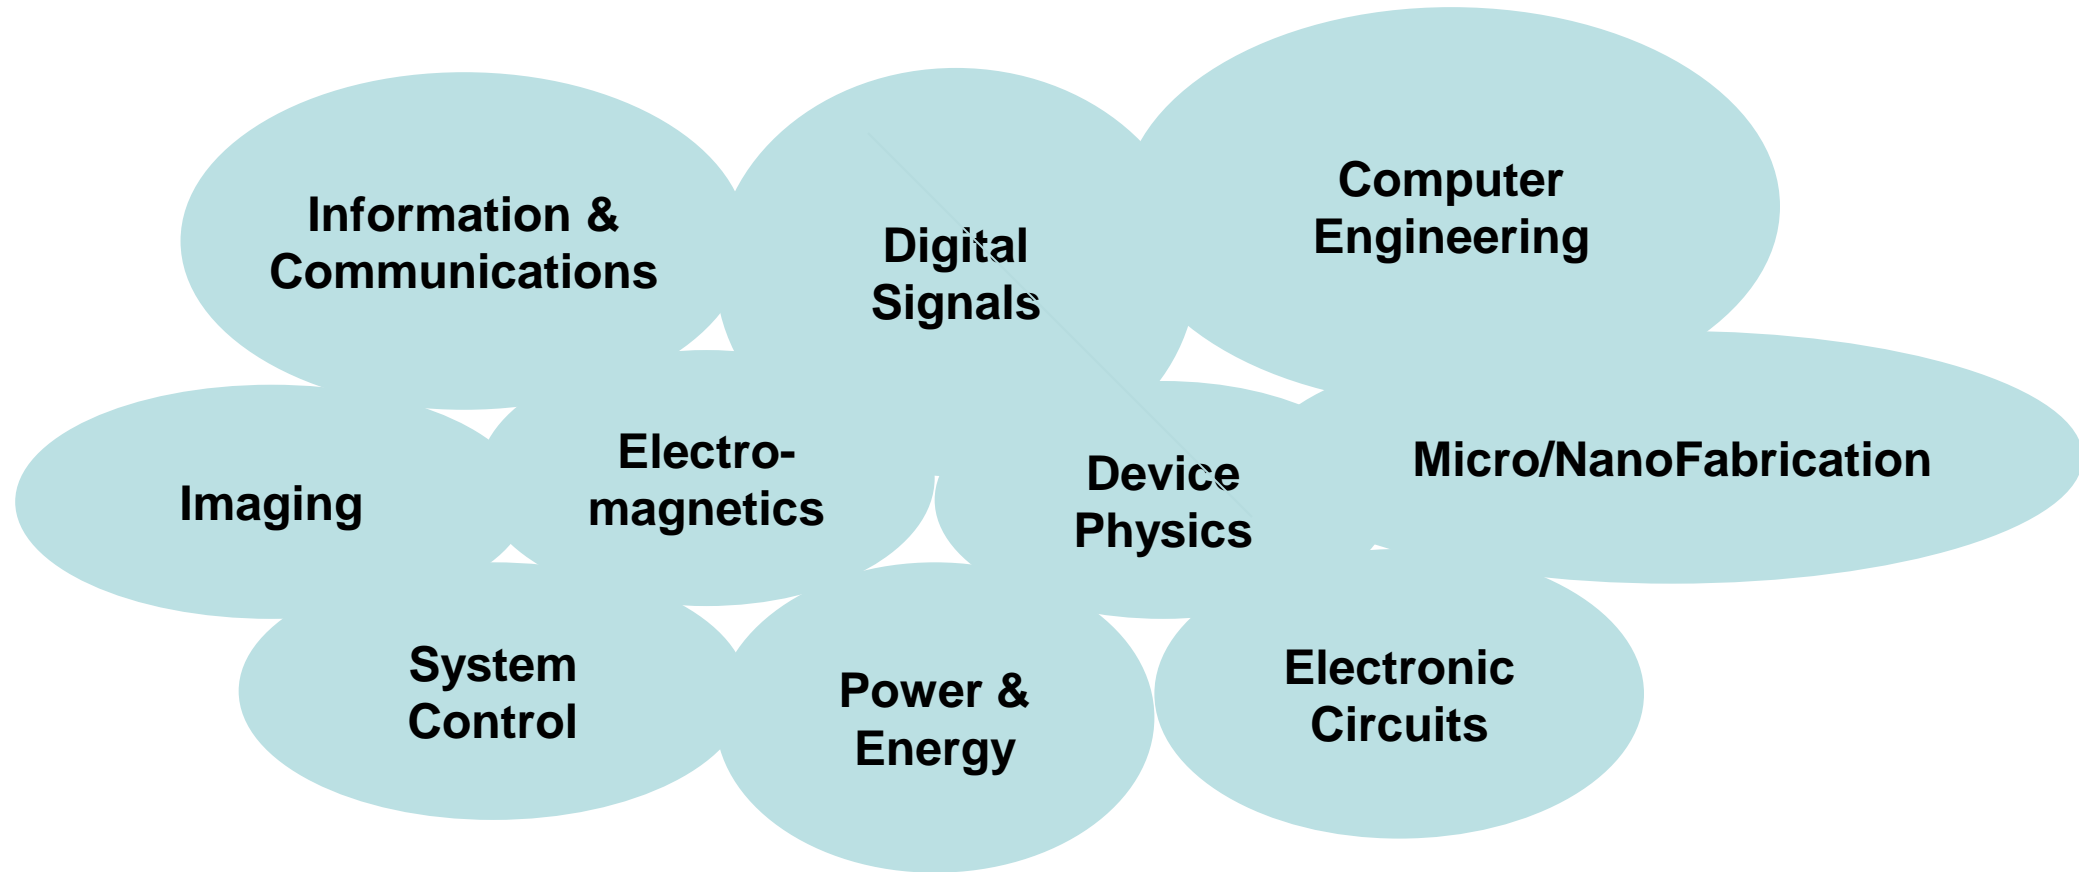 Information &
Communications
Digital
Signals
Computer
Engineering
Imaging
Electro-
magnetics
Device
Physics
Micro/NanoFabrication
System
Control
Power &
Energy
Electronic
Circuits